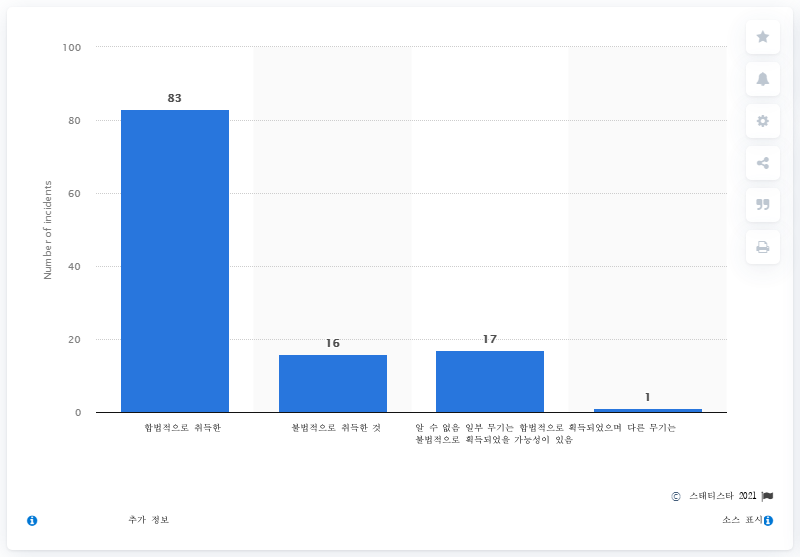 100
83
80
60
40
20
0
Number of incidents
16
17
1
합법적으로 취득한
불법적으로 취득한 것
알 수 없음 일부 무기는 합법적으로 획득되었으며 다른 무기는
불법적으로 획득되었을 가능성이 있음
© 스태티스타 2021
추가 정보
소스 표시